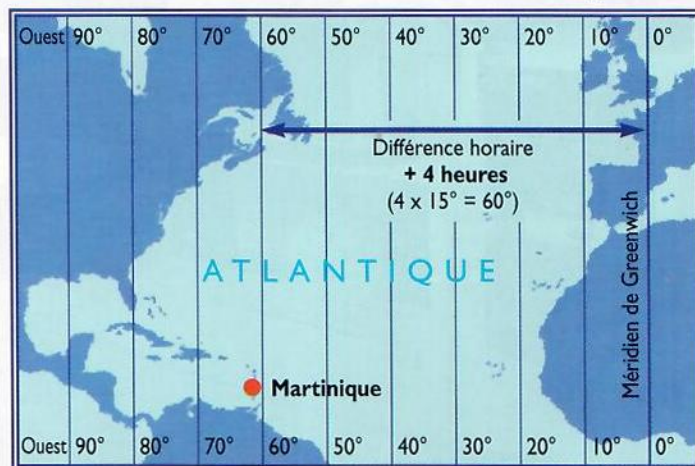 Ouest 90° 80° 70° 60° 50° 40° 30° 20° 10° 0°
Différence horaire
+ 4 heures
(4 x 15° = 60°)
ATLANTIQUE
Méridien de Greenwich
Martinique
Ouest 90° 80° 70° 60° 50° 40° 30° 20° 10° 0°